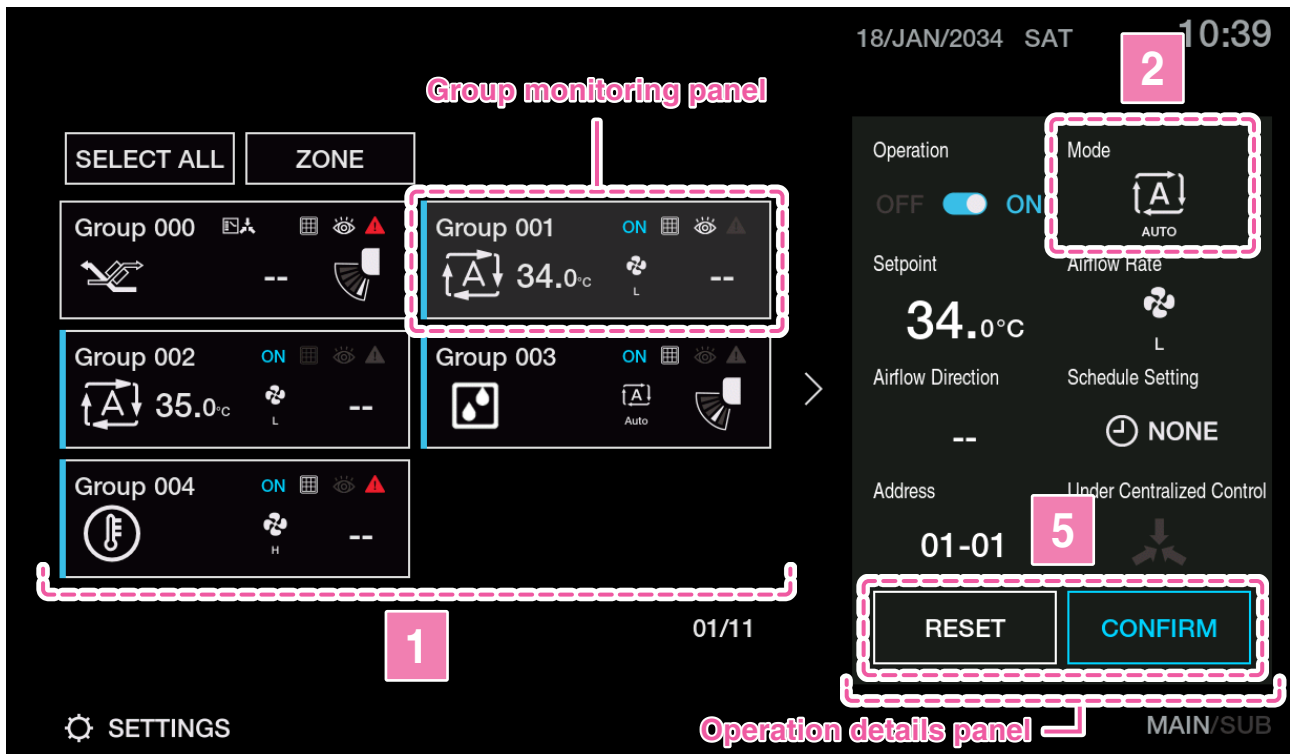 18/JAN/2034 SAT 10:39
2
Group monitoring panel
SELECT ALL
ZONE
Group 000
--
Group 001 ON
A 34.0°C L --
Group 002 ON
A 35.0°C L --
Group 003 ON
A Auto
Group 004 ON
H --
1
01/11
SETTINGS
Operation
OFF ON
Mode
A
AUTO
Setpoint
34.0°C
Airflow Rate
L
Airflow Direction
--
Schedule Setting
NONE
Address
01-01
Under Centralized Control
5
RESET
CONFIRM
Operation details panel
MAIN/SUB